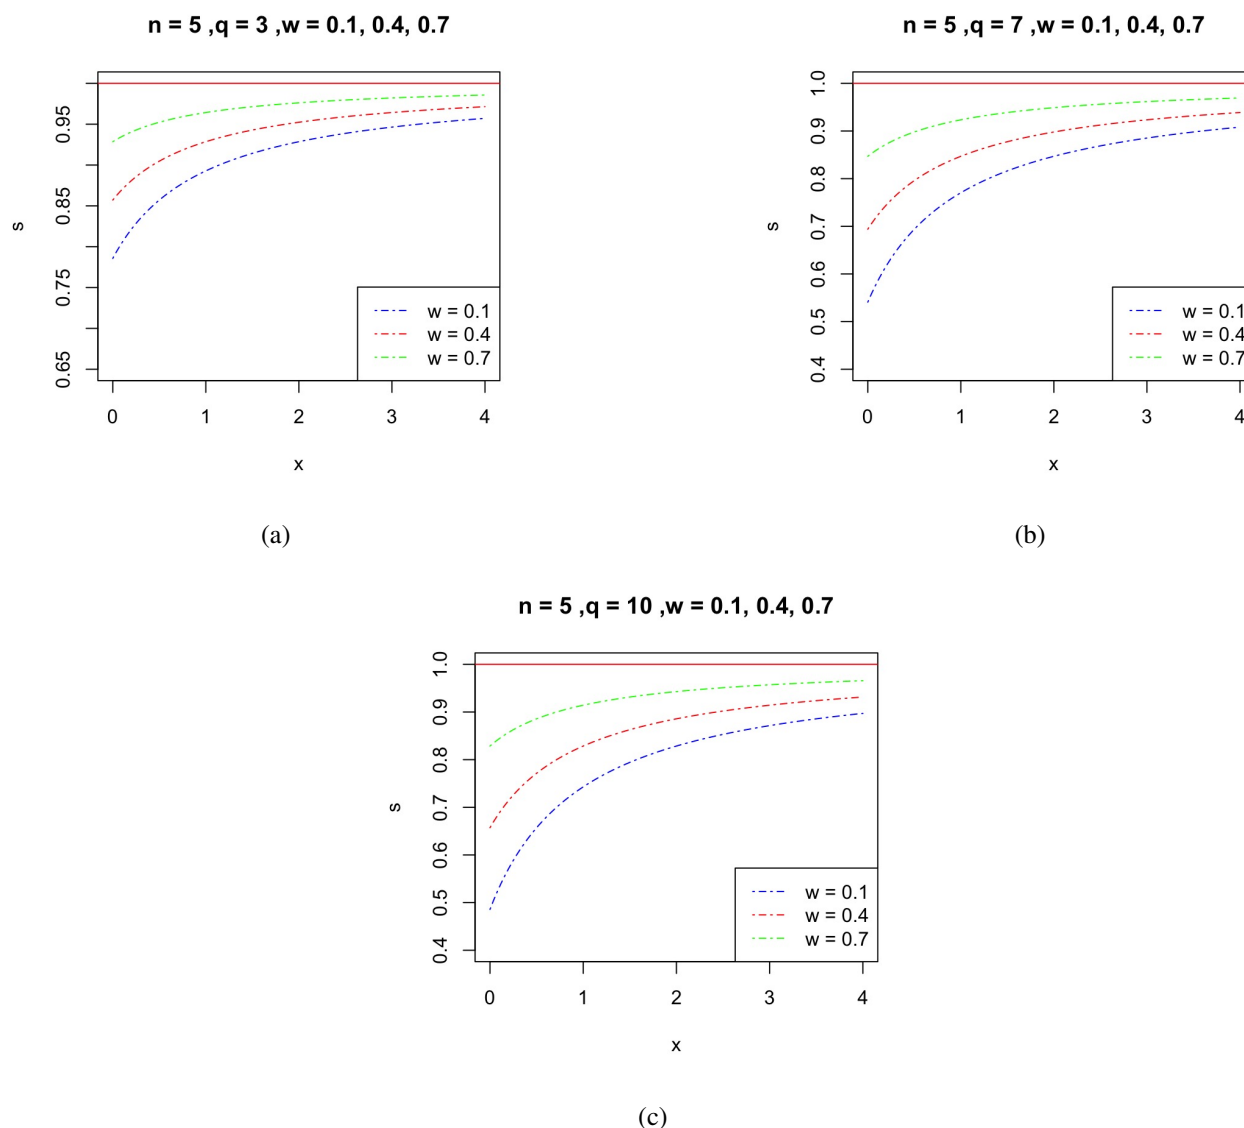 n = 5 ,q = 3 ,w = 0.1, 0.4, 0.7
s
0.95
0.85
0.75
0.65
w = 0.1
w = 0.4
w = 0.7
0 1 2 3 4
x
(a)
n = 5 ,q = 7 ,w = 0.1, 0.4, 0.7
s
1.0
0.9
0.8
0.7
0.6
0.5
0.4
w = 0.1
w = 0.4
w = 0.7
0 1 2 3 4
x
(b)
n = 5 ,q = 10 ,w = 0.1, 0.4, 0.7
s
1.0
0.9
0.8
0.7
0.6
0.5
0.4
w = 0.1
w = 0.4
w = 0.7
0 1 2 3 4
x
(c)